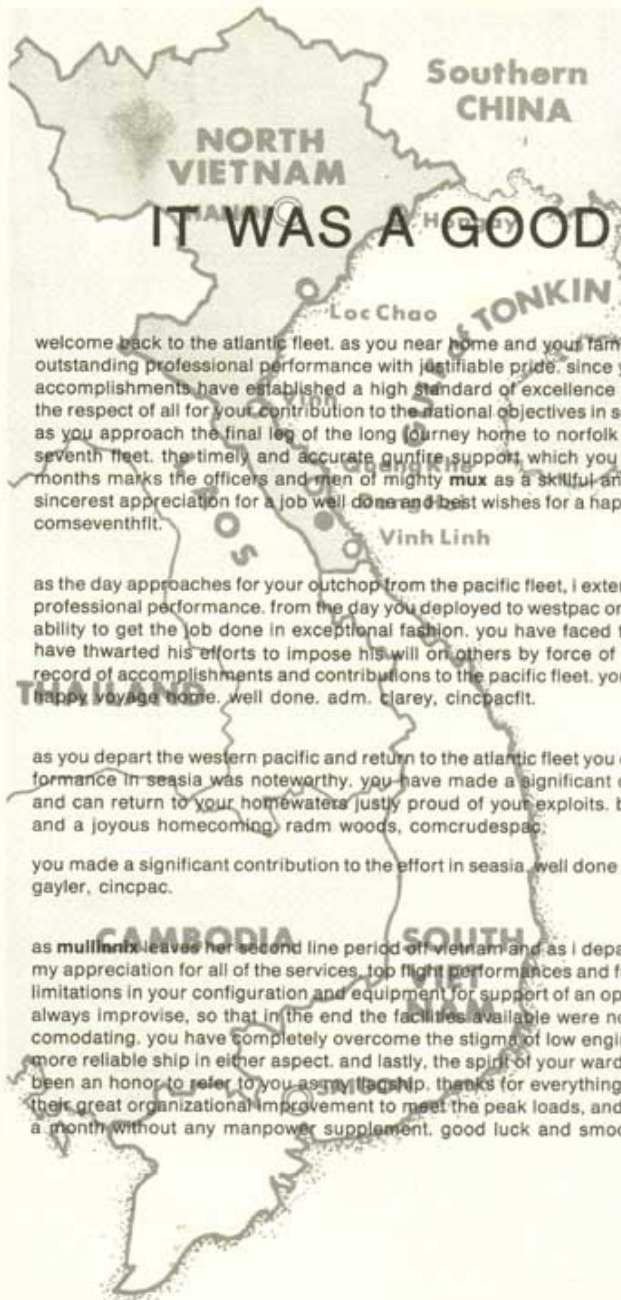 Southern
CHINA
NORTH
VIETNAM
HANOI
IT WAS A GOOD
Hongay
Loc Chao
of TONKIN
welcome back to the atlantic fleet. as you near home and your fam
outstanding professional performance with justifiable pride. since y
accomplishments have established a high standard of excellence
the respect of all for your contribution to the national objectives in s
as you approach the final leg of the long journey home to norfolk
seventh fleet. the timely and accurate gunfire support which you
months marks the officers and men of mighty mux as a skillful an
sincerest appreciation for a job well done and best wishes for a hap
comseventhflt.
LAOS
Quang Khe
Dong Hoi
Vinh Linh
as the day approaches for your outchop from the pacific fleet, i exten
professional performance. from the day you deployed to westpac on
ability to get the job done in exceptional fashion. you have faced t
have thwarted his efforts to impose his will on others by force of
record of accomplishments and contributions to the pacific fleet. you
happy voyage home. well done. adm. clarey, cincpacflt.
THAILAND
as you depart the western pacific and return to the atlantic fleet you
formance in seasia was noteworthy. you have made a significant c
and can return to your homewaters justly proud of your exploits. b
and a joyous homecoming, radm woods, comcrudespac.
you made a significant contribution to the effort in seasia. well done
gayler, cincpac.
CAMBODIA
SOUTH
VIET
NAM
as mullinnix leaves her second line period off vietnam and as i depa
my appreciation for all of the services, top flight performances and f
limitations in your configuration and equipment for support of an op
always improvise, so that in the end the facilities available were no
comodating. you have completely overcome the stigma of low engi
more reliable ship in either aspect. and lastly, the spirit of your ward
been an honor to refer to you as my flagship. thanks for everything
their great organizational improvement to meet the peak loads, and
a month without any manpower supplement. good luck and smoo